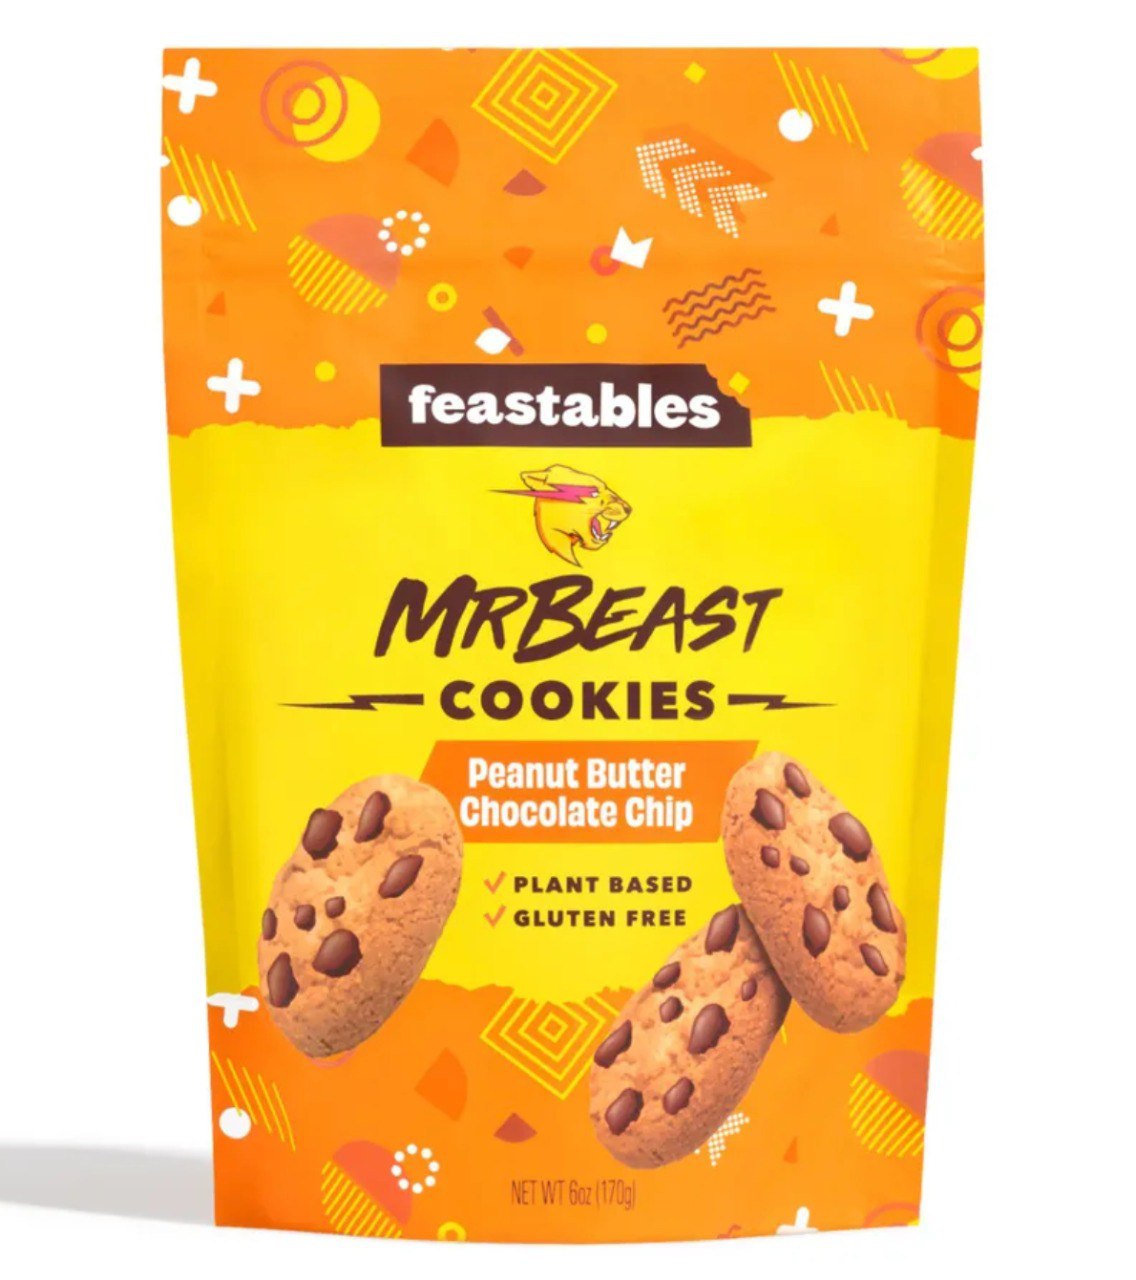 feastables
MRBEAST
COOKIES
Peanut Butter
Chocolate Chip
✓ PLANT BASED
✓ GLUTEN FREE
NET WT 6oz (170g)